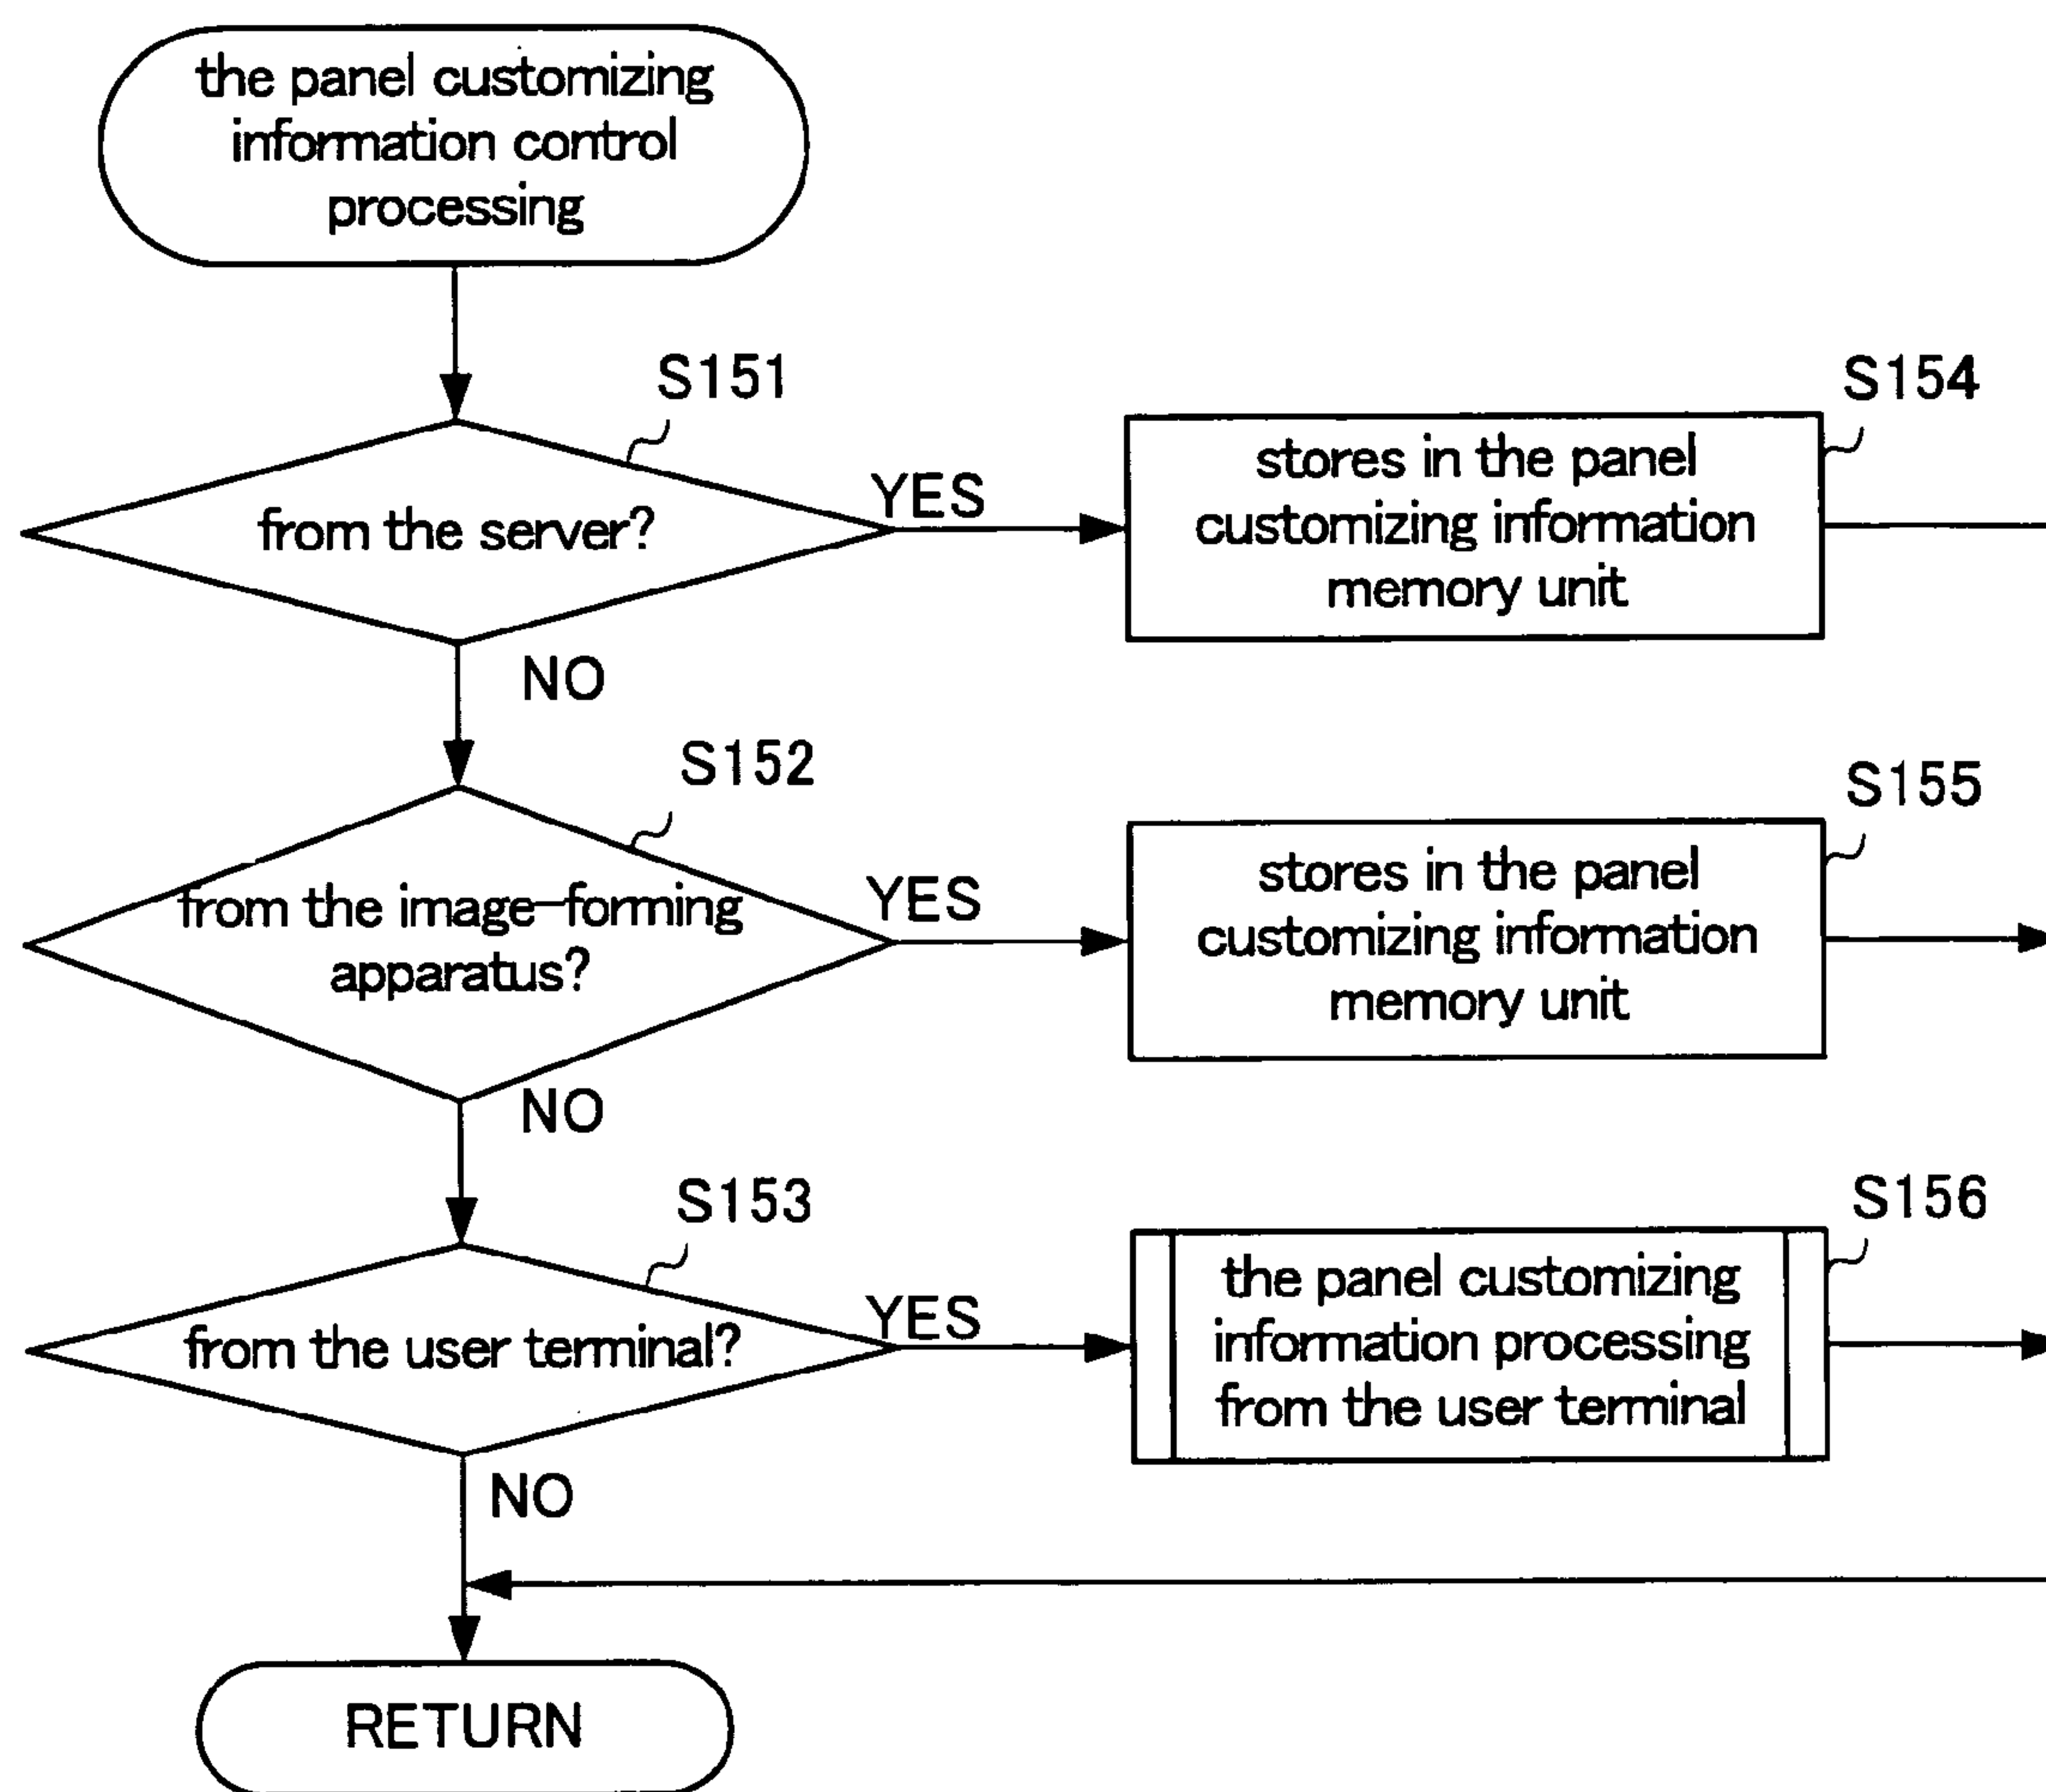 the panel customizing
information control
processing
S151
from the server?
YES
NO
S154
stores in the panel
customizing information
memory unit
S152
from the image-forming
apparatus?
YES
NO
S155
stores in the panel
customizing information
memory unit
S153
from the user terminal?
YES
NO
S156
the panel customizing
information processing
from the user terminal
RETURN